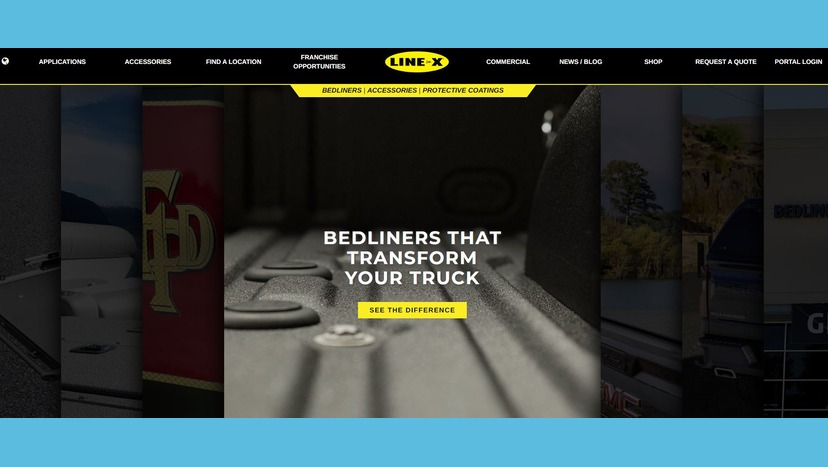 APPLICATIONS
ACCESSORIES
FIND A LOCATION
FRANCHISE
OPPORTUNITIES
LINE-X
COMMERCIAL
NEWS / BLOG
SHOP
REQUEST A QUOTE
PORTAL LOGIN
BEDLINERS | ACCESSORIES | PROTECTIVE COATINGS
BEDLINERS THAT
TRANSFORM
YOUR TRUCK
SEE THE DIFFERENCE